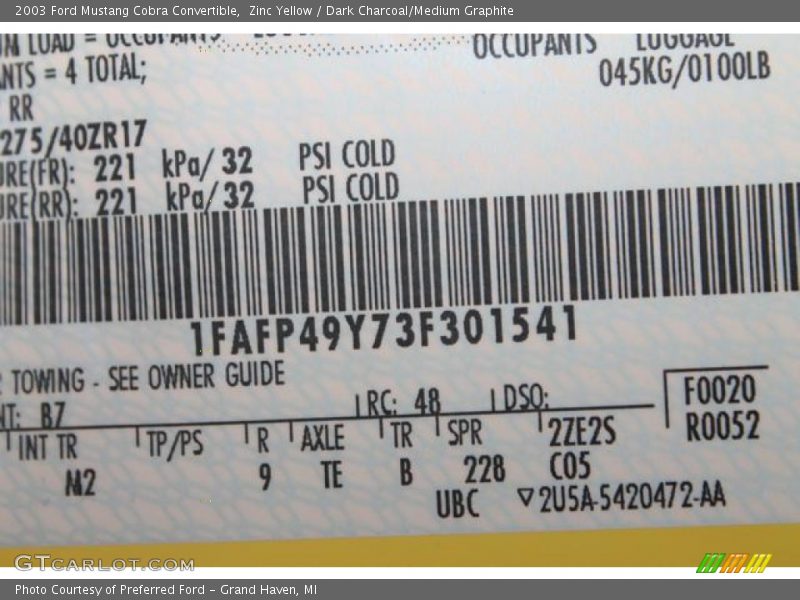 2003 Ford Mustang Cobra Convertible,  Zinc Yellow / Dark Charcoal/Medium Graphite
LOAD = OCCUPANTS OCCUPANTS LUGGAGE
= 4 TOTAL; 045KG/0100LB
RR
275/40ZR17
(FR): 221 kPa/ 32 PSI COLD
(RR): 221 kPa/ 32 PSI COLD
1FAFP49Y73F301541
TOWING - SEE OWNER GUIDE
B7 RC: 48 DSO: F0020
INT TR TP/PS R AXLE TR SPR 2ZE2S R0052
M2 9 TE B 228 C05
UBC ▽2U5A-5420472-AA
GTCARLOT.COM
Photo Courtesy of Preferred Ford – Grand Haven, MI